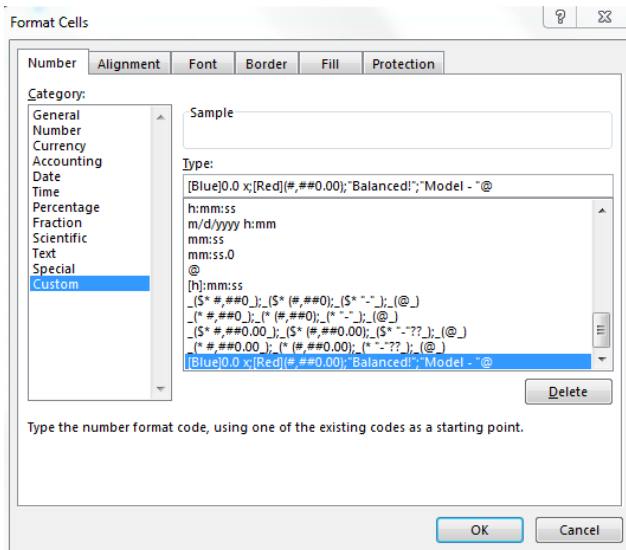 Format Cells
Number Alignment Font Border Fill Protection
Category:
General
Number
Currency
Accounting
Date
Time
Percentage
Fraction
Scientific
Text
Special
Custom
Sample
Type:
[Blue]0.0 x;[Red](#,##0.00);"Balanced!";"Model - "@
h:mm:ss
m/d/yyyy h:mm
mm:ss
mm:ss.0
@
[h]:mm:ss
_($* #,##0_);_($* (#,##0);_($* "-"_);_(@_)
_(* #,##0_);_(* (#,##0);_(* "-"_);_(@_)
_($* #,##0.00_);_($* (#,##0.00);_($* "-"??_);_(@_)
_(* #,##0.00_);_(* (#,##0.00);_(* "-"??_);_(@_)
[Blue]0.0 x;[Red](#,##0.00);"Balanced!";"Model - "@
Delete
Type the number format code, using one of the existing codes as a starting point.
OK Cancel